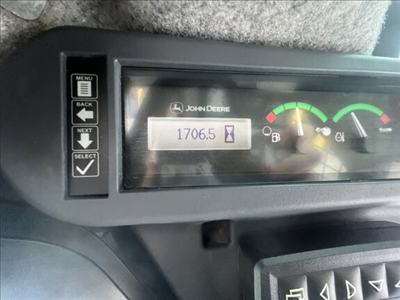 MENU
BACK
NEXT
SELECT
JOHN DEERE
1706.5